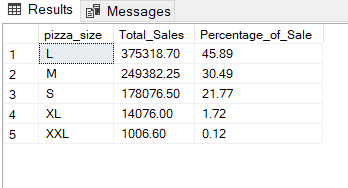 Results Messages
pizza_size Total_Sales Percentage_of_Sale
1 L 375318.70 45.89
2 M 249382.25 30.49
3 S 178076.50 21.77
4 XL 14076.00 1.72
5 XXL 1006.60 0.12